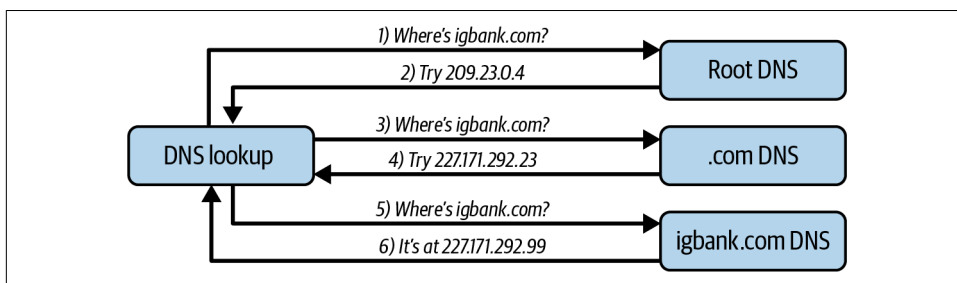 1) Where's igbank.com?
Root DNS
2) Try 209.23.0.4
3) Where's igbank.com?
DNS lookup
.com DNS
4) Try 227.171.292.23
5) Where's igbank.com?
igbank.com DNS
6) It's at 227.171.292.99